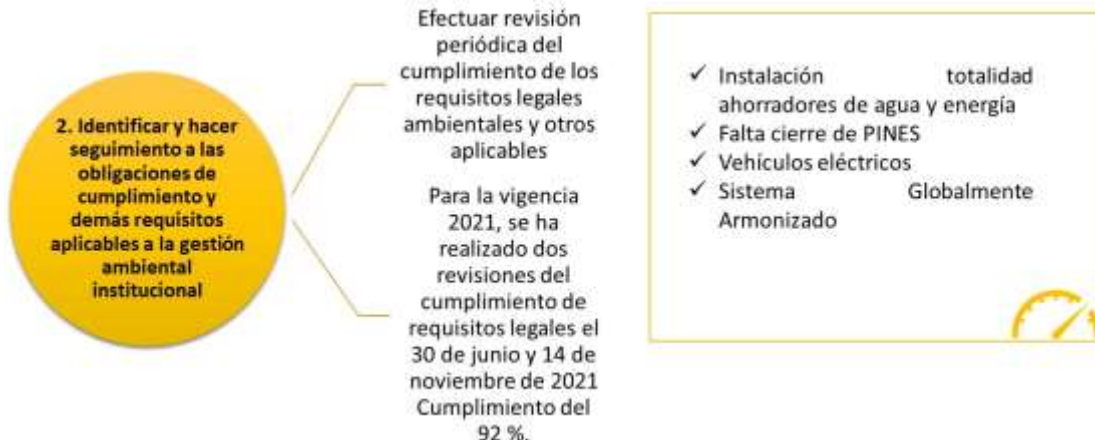 2. Identificar y hacer
seguimiento a las
obligaciones de
cumplimiento y
demás requisitos
aplicables a la gestión
ambiental
institucional
Efectuar revisión
periódica del
cumplimiento de los
requisitos legales
ambientales y otros
aplicables
Para la vigencia
2021, se ha
realizado dos
revisiones del
cumplimiento de
requisitos legales el
30 de junio y 14 de
noviembre de 2021
Cumplimiento del
92 %.
✓ Instalación totalidad
ahorradores de agua y energía
✓ Falta cierre de PINES
✓ Vehículos eléctricos
✓ Sistema Globalmente
Armonizado